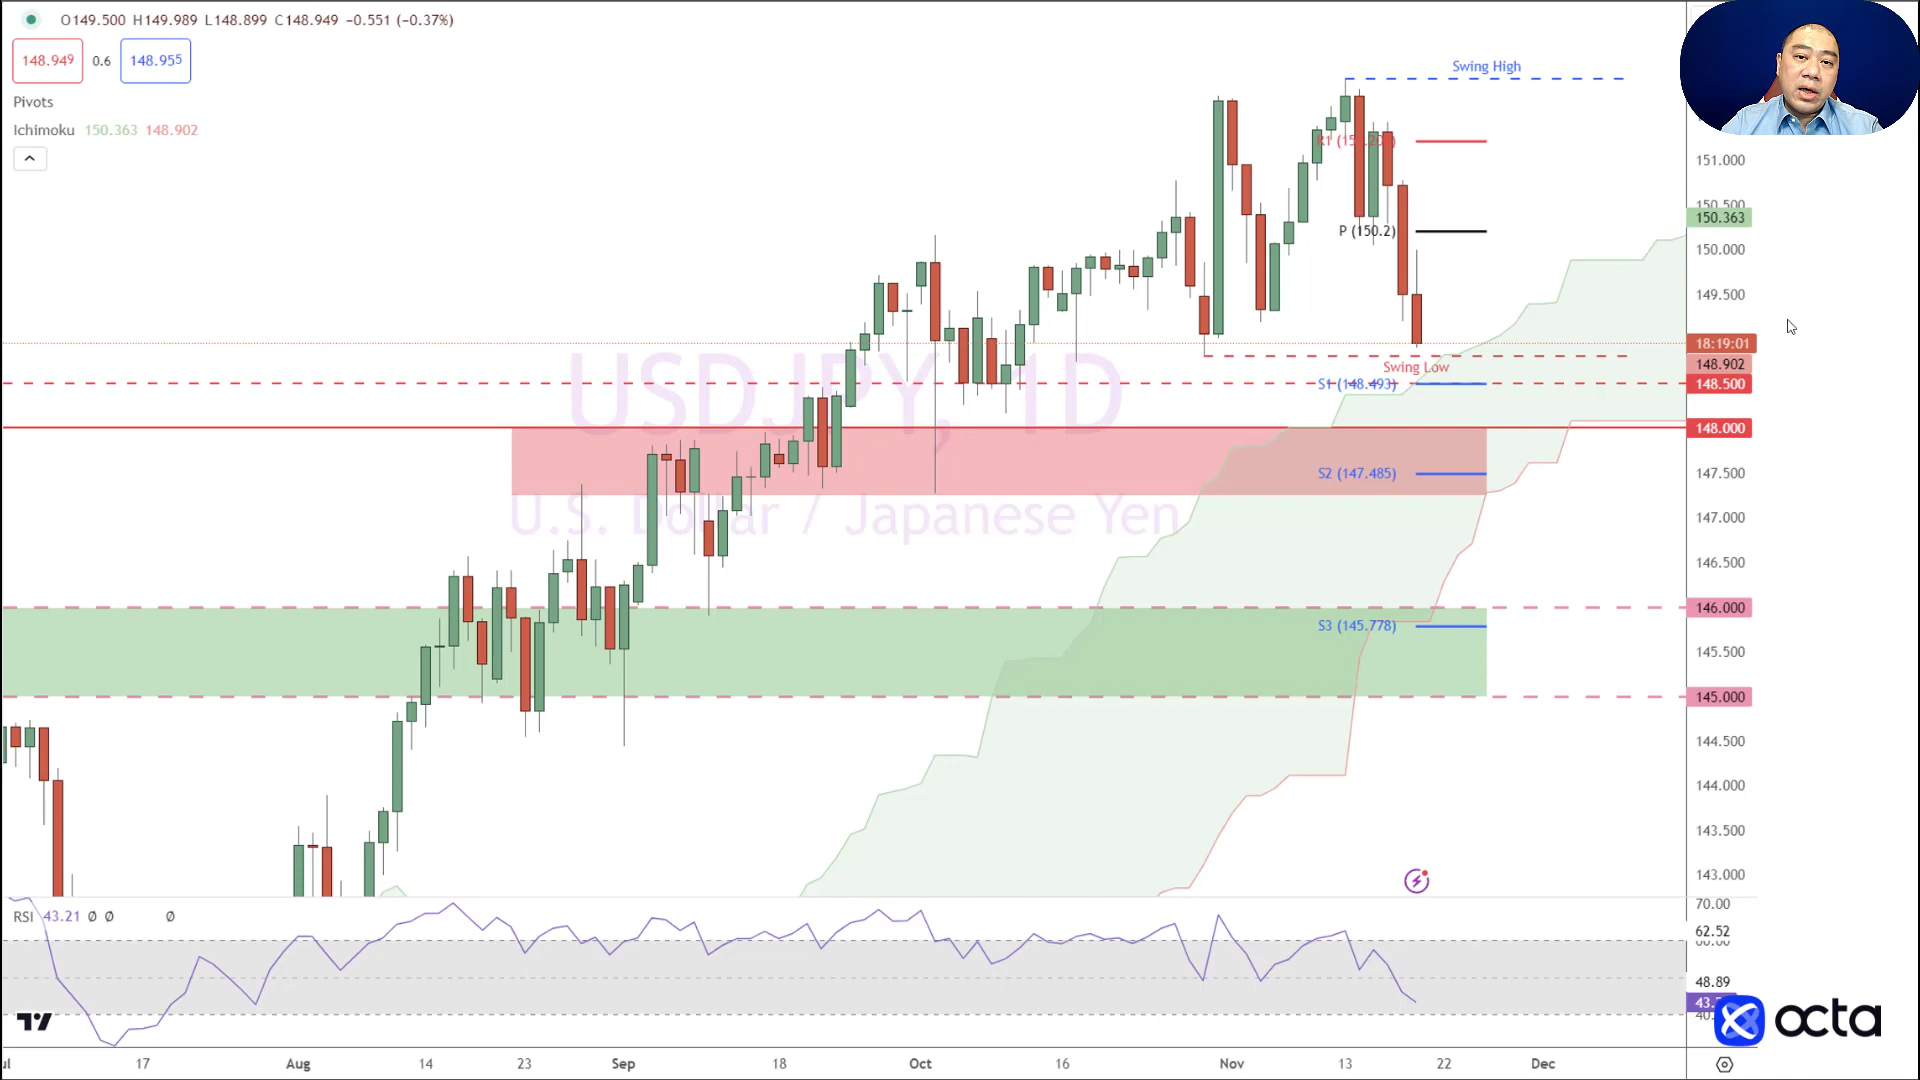 O149.500 H149.989 L148.899 C148.949 −0.551 (−0.37%)
148.949 0.6 148.955
Pivots
Ichimoku 150.363 148.902
Swing High
P (150.2)
Swing Low
S1 (148.493)
S2 (147.485)
S3 (145.778)
USDJPY, 1D
U.S. Dollar / Japanese Yen
151.000
150.500
150.363
150.000
149.500
18:19:01
148.902
148.500
148.000
147.500
147.000
146.500
146.000
145.500
145.000
144.500
144.000
143.500
143.000
RSI 43.21 Ø Ø Ø
70.00
62.52
60.00
48.89
octa
17 Aug 14 23 Sep 18 Oct 16 Nov 13 22 Dec